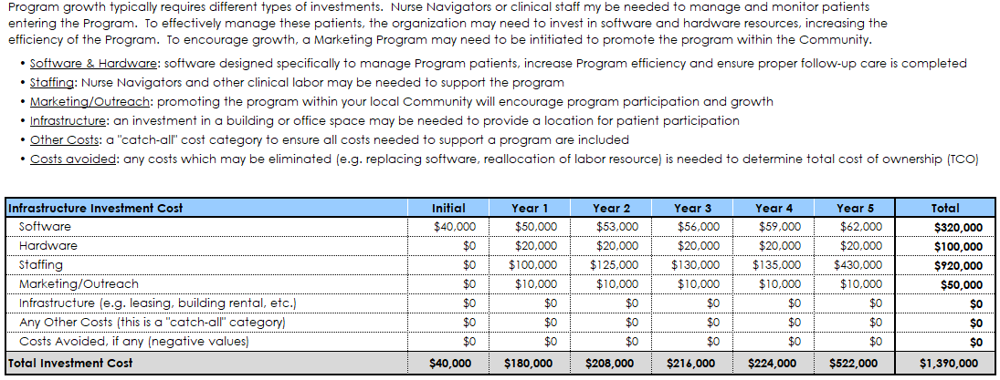 Program growth typically requires different types of investments.  Nurse Navigators or clinical staff my be needed to manage and monitor patients
entering the Program.  To effectively manage these patients, the organization may need to invest in software and hardware resources, increasing the
efficiency of the Program.  To encourage growth, a Marketing Program may need to be intitiated to promote the program within the Community.
• Software & Hardware: software designed specifically to manage Program patients, increase Program efficiency and ensure proper follow-up care is completed
• Staffing: Nurse Navigators and other clinical labor may be needed to support the program
• Marketing/Outreach: promoting the program within your local Community will encourage program participation and growth
• Infrastructure: an investment in a building or office space may be needed to provide a location for patient participation
• Other Costs: a "catch-all" cost category to ensure all costs needed to support a program are included
• Costs avoided: any costs which may be eliminated (e.g. replacing software, reallocation of labor resource) is needed to determine total cost of ownership (TCO)
Infrastructure Investment Cost Initial Year 1 Year 2 Year 3 Year 4 Year 5 Total
Software $40,000 $50,000 $53,000 $56,000 $59,000 $62,000 $320,000
Hardware $0 $20,000 $20,000 $20,000 $20,000 $20,000 $100,000
Staffing $0 $100,000 $125,000 $130,000 $135,000 $430,000 $920,000
Marketing/Outreach $0 $10,000 $10,000 $10,000 $10,000 $10,000 $50,000
Infrastructure (e.g. leasing, building rental, etc.) $0 $0 $0 $0 $0 $0 $0
Any Other Costs (this is a "catch-all" category) $0 $0 $0 $0 $0 $0 $0
Costs Avoided, if any (negative values) $0 $0 $0 $0 $0 $0 $0
Total Investment Cost $40,000 $180,000 $208,000 $216,000 $224,000 $522,000 $1,390,000